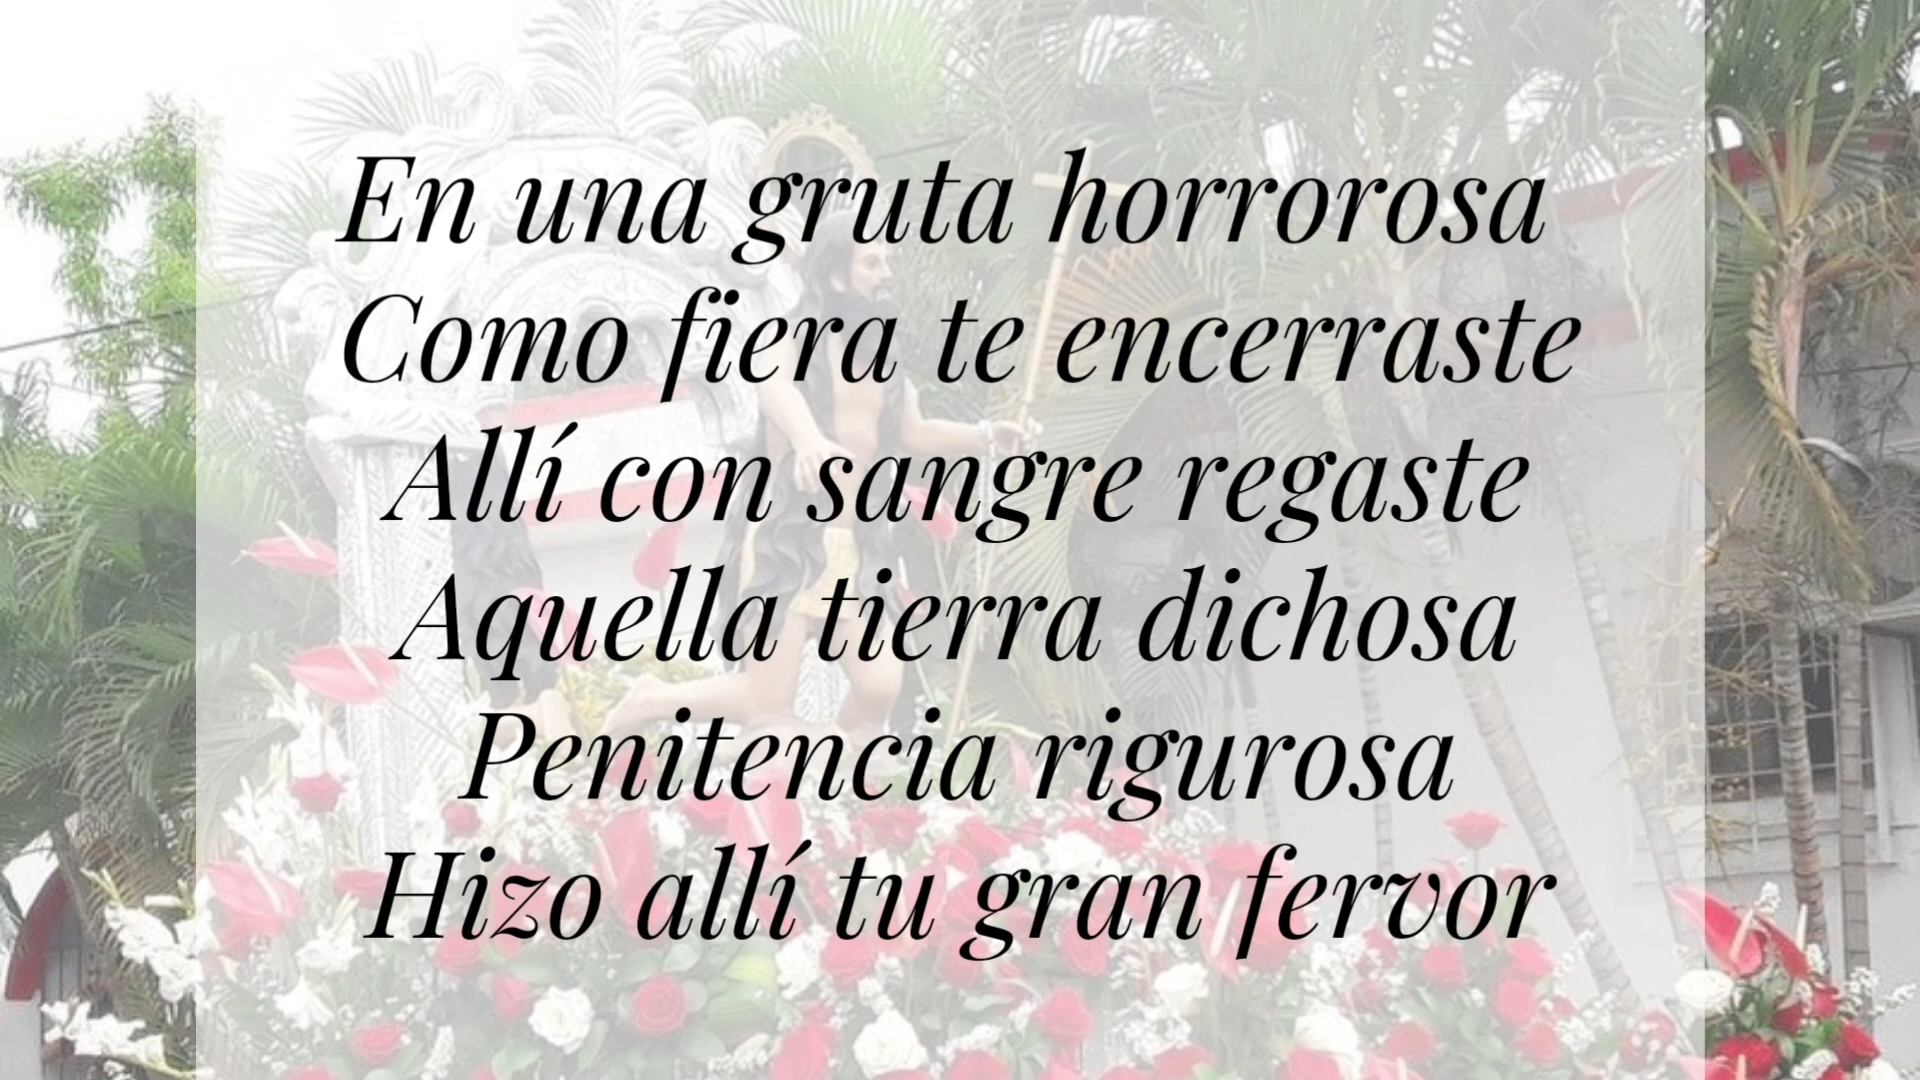 En una gruta horrorosa
Como fiera te encerraste
Allí con sangre regaste
Aquella tierra dichosa
Penitencia rigurosa
Hizo allí tu gran fervor